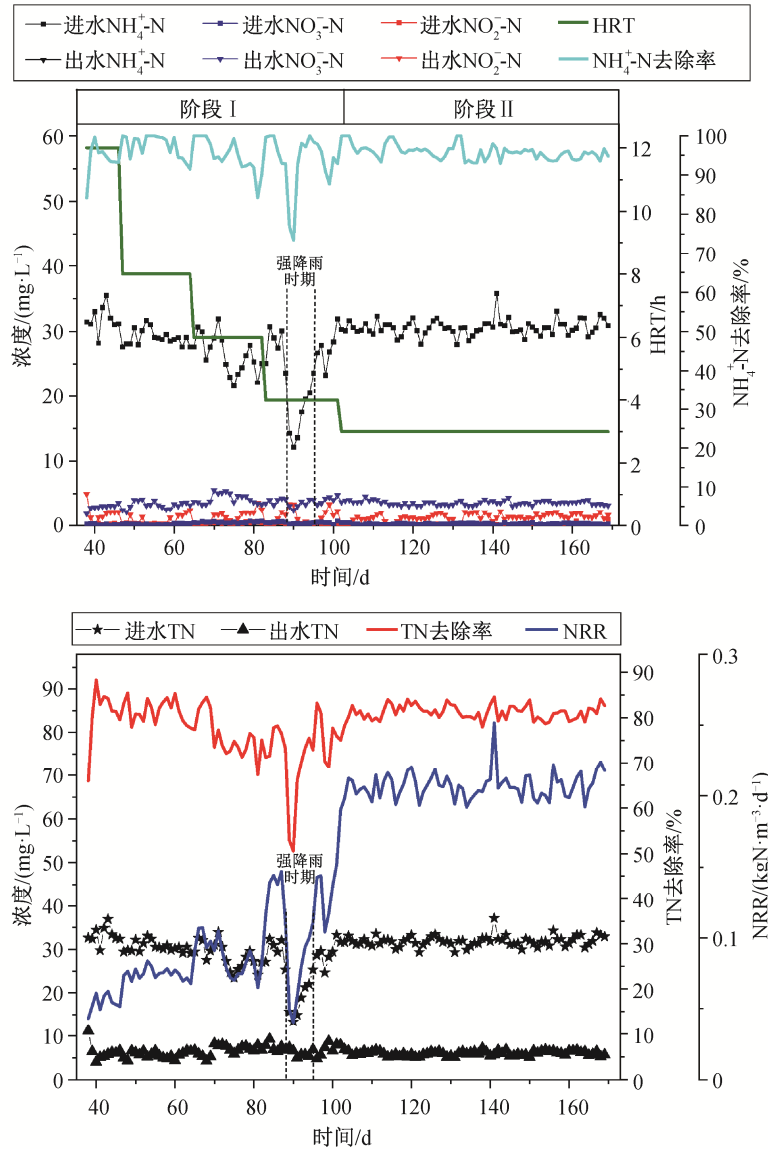 进水NH₄⁺-N 进水NO₃⁻-N 进水NO₂⁻-N HRT
出水NH₄⁺-N 出水NO₃⁻-N 出水NO₂⁻-N NH₄⁺-N去除率
阶段Ⅰ 阶段Ⅱ
60 50 40 30 20 10 0
浓度/(mg·L⁻¹)
强降雨
时期
12 10 8 6 4 2 0
HRT/h
100 90 80 70 60 50 40 30 20 10 0
NH₄⁺-N去除率/%
40 60 80 100 120 140 160
时间/d
进水TN 出水TN TN去除率 NRR
90 80 70 60 50 40 30 20 10 0
浓度/(mg·L⁻¹)
强降雨
时期
90 80 70 60 50 40 30 20 10 0
TN去除率/%
0.3 0.2 0.1 0
NRR/(kgN·m⁻³·d⁻¹)
40 60 80 100 120 140 160
时间/d